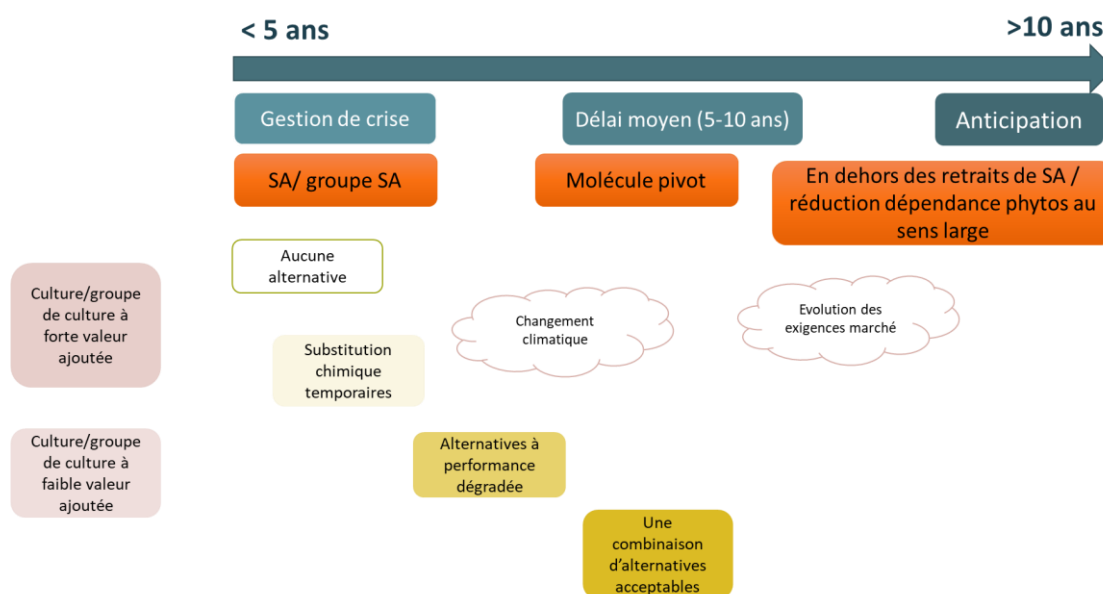 < 5 ans
>10 ans
Gestion de crise
Délai moyen (5-10 ans)
Anticipation
SA/ groupe SA
Molécule pivot
En dehors des retraits de SA /
réduction dépendance phytos au
sens large
Aucune
alternative
Culture/groupe
de culture à
forte valeur
ajoutée
Changement
climatique
Evolution des
exigences marché
Substitution
chimique
temporaires
Culture/groupe
de culture à
faible valeur
ajoutée
Alternatives à
performance
dégradée
Une
combinaison
d'alternatives
acceptables